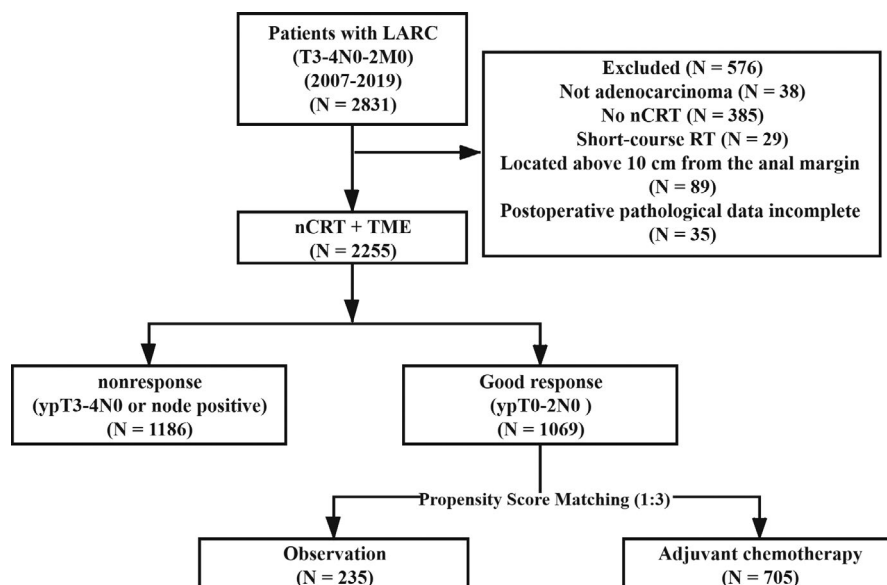 Patients with LARC
(T3-4N0-2M0)
(2007-2019)
(N = 2831)
Excluded (N = 576)
Not adenocarcinoma (N = 38)
No nCRT (N = 385)
Short-course RT (N = 29)
Located above 10 cm from the anal margin
(N = 89)
Postoperative pathological data incomplete
(N = 35)
nCRT + TME
(N = 2255)
nonresponse
(ypT3-4N0 or node positive)
(N = 1186)
Good response
(ypT0-2N0 )
(N = 1069)
Propensity Score Matching (1:3)
Observation
(N = 235)
Adjuvant chemotherapy
(N = 705)